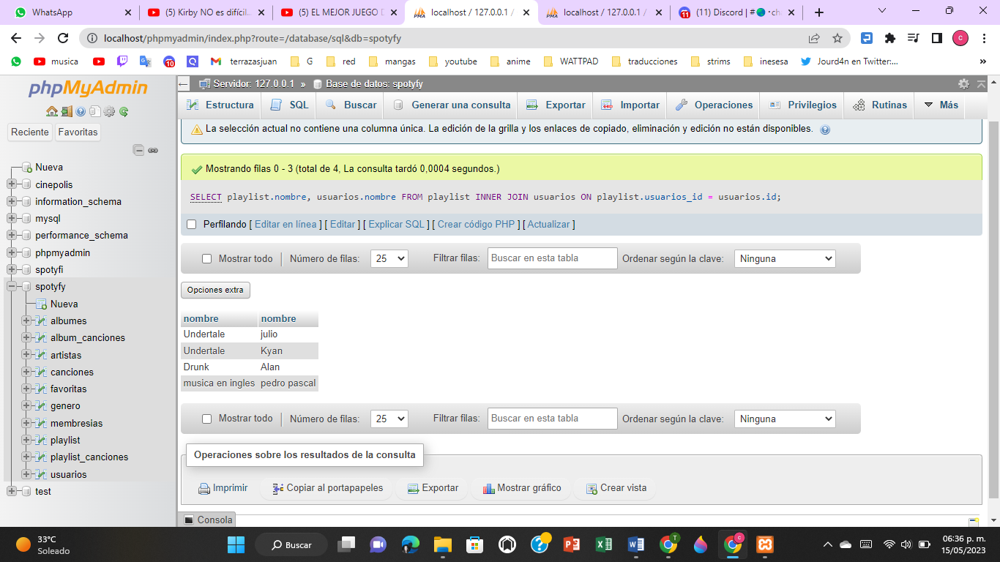 WhatsApp
(5) Kirby NO es difícil...
(5) EL MEJOR JUEGO D
localhost / 127.0.0.1 /
localhost / 127.0.0.1 /
(11) Discord | #
localhost/phpmyadmin/index.php?route=/database/sql&db=spotyfy
c
musica
10
terrazasjuan
G
red
mangas
youtube
anime
WATTPAD
traducciones
strims
inesesa
Jourd4n en Twitter:...
»
phpMyAdmin
Reciente
Favoritas
Nueva
cinepolis
information_schema
mysql
performance_schema
phpmyadmin
spotyfi
spotyfy
Nueva
albumes
album_canciones
artistas
canciones
favoritas
genero
membresias
playlist
playlist_canciones
usuarios
test
Servidor: 127.0.0.1 » Base de datos: spotyfy
Estructura
SQL
Buscar
Generar una consulta
Exportar
Importar
Operaciones
Privilegios
Rutinas
Más
La selección actual no contiene una columna única. La edición de la grilla y los enlaces de copiado, eliminación y edición no están disponibles.
Mostrando filas 0 - 3 (total de 4, La consulta tardó 0,0004 segundos.)
SELECT playlist.nombre, usuarios.nombre FROM playlist INNER JOIN usuarios ON playlist.usuarios_id = usuarios.id;
Perfilando [ Editar en línea ] [ Editar ] [ Explicar SQL ] [ Crear código PHP ] [ Actualizar ]
Mostrar todo | Número de filas: 25 Filtrar filas: Buscar en esta tabla Ordenar según la clave: Ninguna
Opciones extra
nombre nombre
Undertale julio
Undertale Kyan
Drunk Alan
musica en ingles pedro pascal
Mostrar todo | Número de filas: 25 Filtrar filas: Buscar en esta tabla Ordenar según la clave: Ninguna
Operaciones sobre los resultados de la consulta
Imprimir
Copiar al portapapeles
Exportar
Mostrar gráfico
Crear vista
Consola
33°C
Soleado
Buscar
06:36 p. m.
15/05/2023